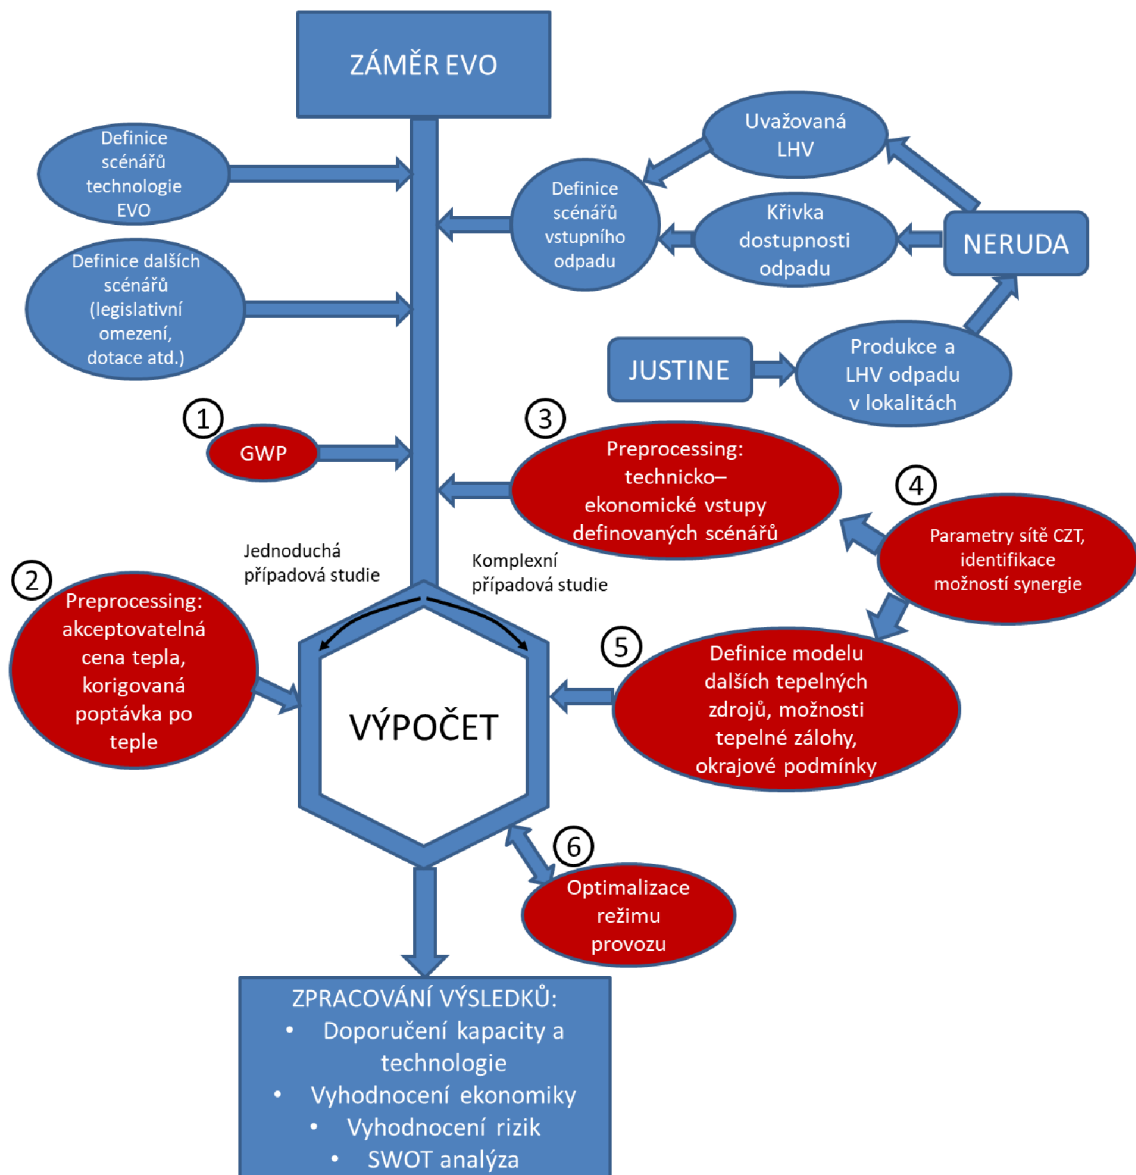 ZÁMĚR EVO
Definice
scénářů
technologie
EVO
Definice dalších
scénářů
(legislativní
omezení,
dotace atd.)
Uvažovaná
LHV
Definice
scénářů
vstupního
odpadu
Křivka
dostupnosti
odpadu
NERUDA
JUSTINE
Produkce a
LHV odpadu
v lokalitách
1
GWP
3
Preprocessing:
technicko–
ekonomické vstupy
definovaných scénářů
4
Parametry sítě CZT,
identifikace
možností synergie
Jednoduchá
případová studie
Komplexní
případová studie
2
Preprocessing:
akceptovatelná
cena tepla,
korigovaná
poptávka po
teple
VÝPOČET
5
Definice modelu
dalších tepelných
zdrojů, možnosti
tepelné zálohy,
okrajové podmínky
6
Optimalizace
režimu
provozu
ZPRACOVÁNÍ VÝSLEDKŮ:
• Doporučení kapacity a
technologie
• Vyhodnocení ekonomiky
• Vyhodnocení rizik
• SWOT analýza